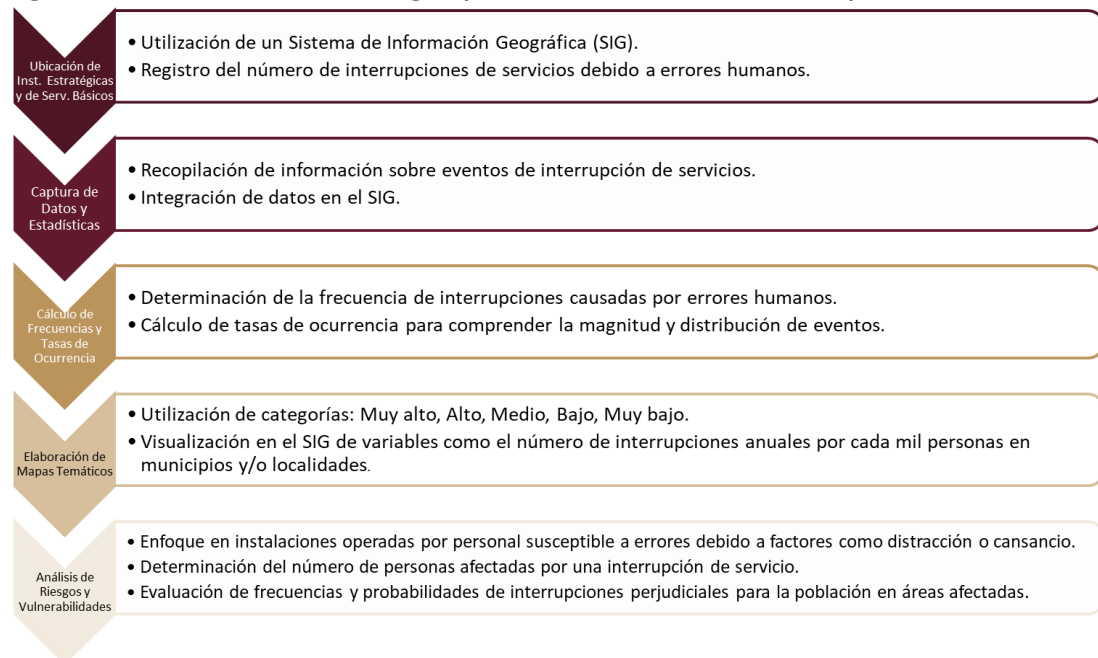 Ubicación de
Inst. Estratégicas
y de Serv. Básicos
• Utilización de un Sistema de Información Geográfica (SIG).
• Registro del número de interrupciones de servicios debido a errores humanos.
Captura de
Datos y
Estadísticas
• Recopilación de información sobre eventos de interrupción de servicios.
• Integración de datos en el SIG.
Cálculo de
Frecuencias y
Tasas de
Ocurrencia
• Determinación de la frecuencia de interrupciones causadas por errores humanos.
• Cálculo de tasas de ocurrencia para comprender la magnitud y distribución de eventos.
Elaboración de
Mapas Temáticos
• Utilización de categorías: Muy alto, Alto, Medio, Bajo, Muy bajo.
• Visualización en el SIG de variables como el número de interrupciones anuales por cada mil personas en
municipios y/o localidades.
Análisis de
Riesgos y
Vulnerabilidades
• Enfoque en instalaciones operadas por personal susceptible a errores debido a factores como distracción o cansancio.
• Determinación del número de personas afectadas por una interrupción de servicio.
• Evaluación de frecuencias y probabilidades de interrupciones perjudiciales para la población en áreas afectadas.